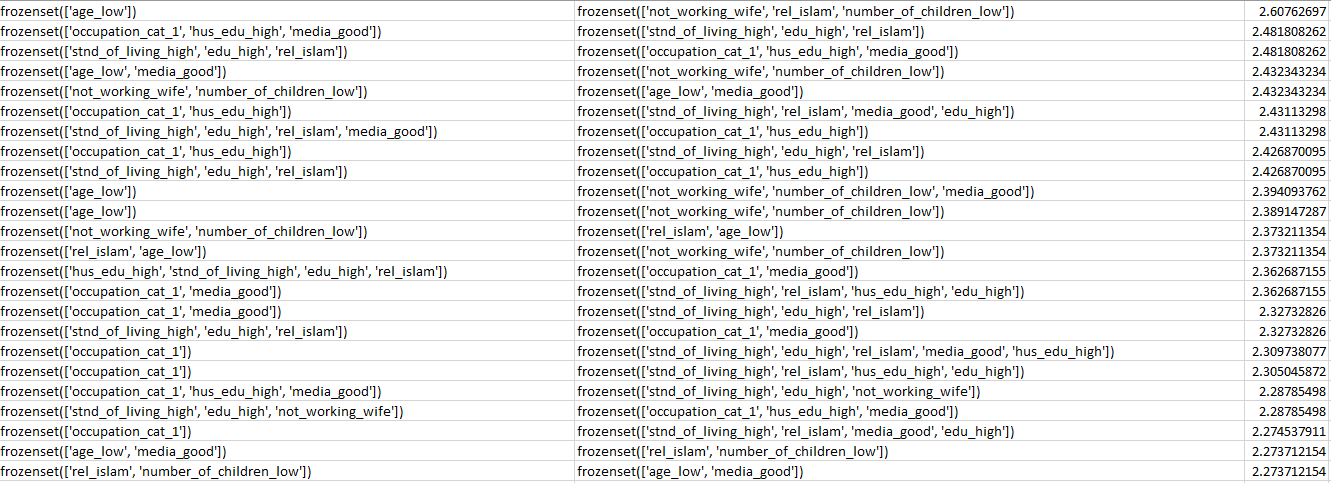 frozenset(['age_low']) frozenset(['not_working_wife', 'rel_islam', 'number_of_children_low']) 2.60762697
frozenset(['occupation_cat_1', 'hus_edu_high', 'media_good']) frozenset(['stnd_of_living_high', 'edu_high', 'rel_islam']) 2.481808262
frozenset(['stnd_of_living_high', 'edu_high', 'rel_islam']) frozenset(['occupation_cat_1', 'hus_edu_high', 'media_good']) 2.481808262
frozenset(['age_low', 'media_good']) frozenset(['not_working_wife', 'number_of_children_low']) 2.432343234
frozenset(['not_working_wife', 'number_of_children_low']) frozenset(['age_low', 'media_good']) 2.432343234
frozenset(['occupation_cat_1', 'hus_edu_high']) frozenset(['stnd_of_living_high', 'rel_islam', 'media_good', 'edu_high']) 2.43113298
frozenset(['stnd_of_living_high', 'edu_high', 'rel_islam', 'media_good']) frozenset(['occupation_cat_1', 'hus_edu_high']) 2.43113298
frozenset(['occupation_cat_1', 'hus_edu_high']) frozenset(['stnd_of_living_high', 'edu_high', 'rel_islam']) 2.426870095
frozenset(['stnd_of_living_high', 'edu_high', 'rel_islam']) frozenset(['occupation_cat_1', 'hus_edu_high']) 2.426870095
frozenset(['age_low']) frozenset(['not_working_wife', 'number_of_children_low', 'media_good']) 2.394093762
frozenset(['age_low']) frozenset(['not_working_wife', 'number_of_children_low']) 2.389147287
frozenset(['not_working_wife', 'number_of_children_low']) frozenset(['rel_islam', 'age_low']) 2.373211354
frozenset(['rel_islam', 'age_low']) frozenset(['not_working_wife', 'number_of_children_low']) 2.373211354
frozenset(['hus_edu_high', 'stnd_of_living_high', 'edu_high', 'rel_islam']) frozenset(['occupation_cat_1', 'media_good']) 2.362687155
frozenset(['occupation_cat_1', 'media_good']) frozenset(['stnd_of_living_high', 'rel_islam', 'hus_edu_high', 'edu_high']) 2.362687155
frozenset(['occupation_cat_1', 'media_good']) frozenset(['stnd_of_living_high', 'edu_high', 'rel_islam']) 2.32732826
frozenset(['stnd_of_living_high', 'edu_high', 'rel_islam']) frozenset(['occupation_cat_1', 'media_good']) 2.32732826
frozenset(['occupation_cat_1']) frozenset(['stnd_of_living_high', 'edu_high', 'rel_islam', 'media_good', 'hus_edu_high']) 2.309738077
frozenset(['occupation_cat_1']) frozenset(['stnd_of_living_high', 'rel_islam', 'hus_edu_high', 'edu_high']) 2.305045872
frozenset(['occupation_cat_1', 'hus_edu_high', 'media_good']) frozenset(['stnd_of_living_high', 'edu_high', 'not_working_wife']) 2.28785498
frozenset(['stnd_of_living_high', 'edu_high', 'not_working_wife']) frozenset(['occupation_cat_1', 'hus_edu_high', 'media_good']) 2.28785498
frozenset(['occupation_cat_1']) frozenset(['stnd_of_living_high', 'rel_islam', 'media_good', 'edu_high']) 2.274537911
frozenset(['age_low', 'media_good']) frozenset(['rel_islam', 'number_of_children_low']) 2.273712154
frozenset(['rel_islam', 'number_of_children_low']) frozenset(['age_low', 'media_good']) 2.273712154